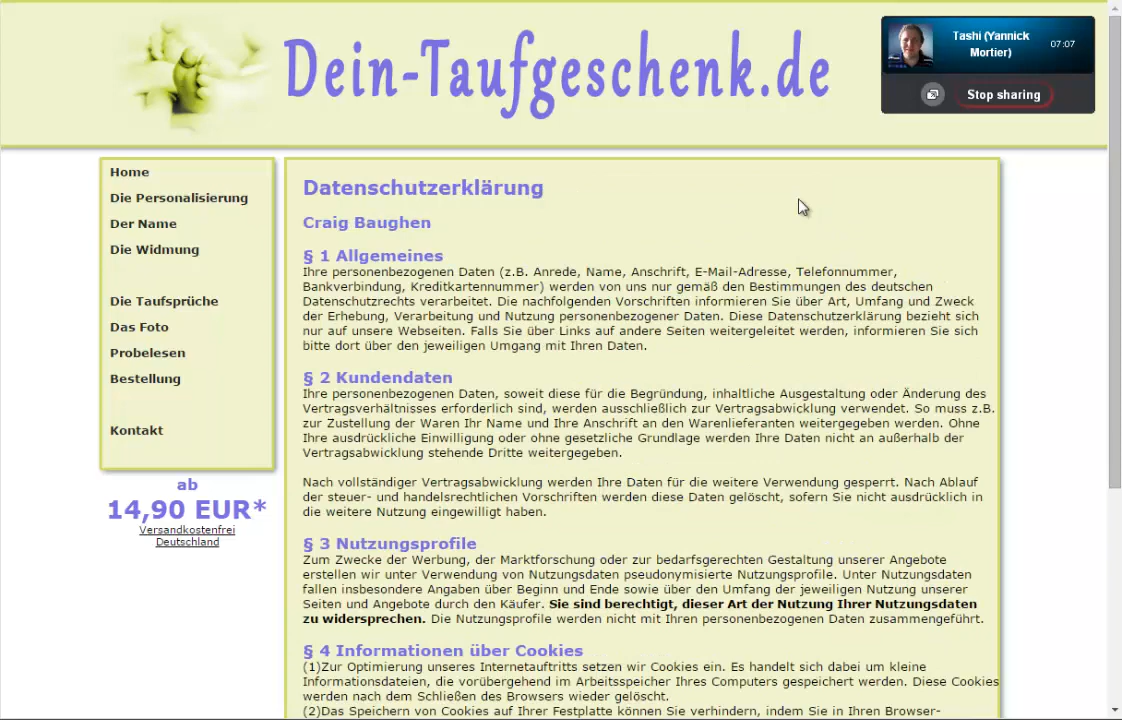 Dein-Taufgeschenk.de
Tashi (Yannick
Mortier)
07:07
Stop sharing
Home
Die Personalisierung
Der Name
Die Widmung
Die Taufsprüche
Das Foto
Probelesen
Bestellung
Kontakt
ab
14,90 EUR*
Versandkostenfrei
Deutschland
Datenschutzerklärung
Craig Baughen
§ 1 Allgemeines
Ihre personenbezogenen Daten (z.B. Anrede, Name, Anschrift, E-Mail-Adresse, Telefonnummer,
Bankverbindung, Kreditkartennummer) werden von uns nur gemäß den Bestimmungen des deutschen
Datenschutzrechts verarbeitet. Die nachfolgenden Vorschriften informieren Sie über Art, Umfang und Zweck
der Erhebung, Verarbeitung und Nutzung personenbezogener Daten. Diese Datenschutzerklärung bezieht sich
nur auf unsere Webseiten. Falls Sie über Links auf andere Seiten weitergeleitet werden, informieren Sie sich
bitte dort über den jeweiligen Umgang mit Ihren Daten.
§ 2 Kundendaten
Ihre personenbezogenen Daten, soweit diese für die Begründung, inhaltliche Ausgestaltung oder Änderung des
Vertragsverhältnisses erforderlich sind, werden ausschließlich zur Vertragsabwicklung verwendet. So muss z.B.
zur Zustellung der Waren Ihr Name und Ihre Anschrift an den Warenlieferanten weitergegeben werden. Ohne
Ihre ausdrückliche Einwilligung oder ohne gesetzliche Grundlage werden Ihre Daten nicht an außerhalb der
Vertragsabwicklung stehende Dritte weitergegeben.
Nach vollständiger Vertragsabwicklung werden Ihre Daten für die weitere Verwendung gesperrt. Nach Ablauf
der steuer- und handelsrechtlichen Vorschriften werden diese Daten gelöscht, sofern Sie nicht ausdrücklich in
die weitere Nutzung eingewilligt haben.
§ 3 Nutzungsprofile
Zum Zwecke der Werbung, der Marktforschung oder zur bedarfsgerechten Gestaltung unserer Angebote
erstellen wir unter Verwendung von Nutzungsdaten pseudonymisierte Nutzungsprofile. Unter Nutzungsdaten
fallen insbesondere Angaben über Beginn und Ende sowie über den Umfang der jeweiligen Nutzung unserer
Seiten und Angebote durch den Käufer. Sie sind berechtigt, dieser Art der Nutzung Ihrer Nutzungsdaten
zu widersprechen. Die Nutzungsprofile werden nicht mit Ihren personenbezogenen Daten zusammengeführt.
§ 4 Informationen über Cookies
(1)Zur Optimierung unseres Internetauftritts setzen wir Cookies ein. Es handelt sich dabei um kleine
Informationsdateien, die vorübergehend im Arbeitsspeicher Ihres Computers gespeichert werden. Diese Cookies
werden nach dem Schließen des Browsers wieder gelöscht.
(2)Das Speichern von Cookies auf Ihrer Festplatte können Sie verhindern, indem Sie in Ihren Browser-